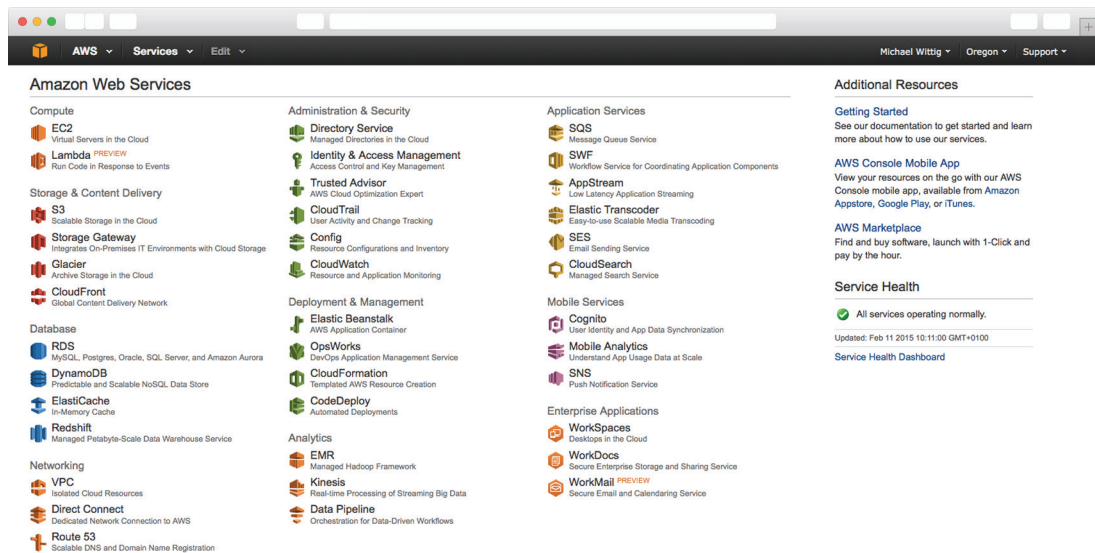 AWS Services Edit Michael Wittig Oregon Support
Amazon Web Services
Compute
EC2
Virtual Servers in the Cloud
Lambda PREVIEW
Run Code in Response to Events
Storage & Content Delivery
S3
Scalable Storage in the Cloud
Storage Gateway
Integrates On-Premises IT Environments with Cloud Storage
Glacier
Archive Storage in the Cloud
CloudFront
Global Content Delivery Network
Database
RDS
MySQL, Postgres, Oracle, SQL Server, and Amazon Aurora
DynamoDB
Predictable and Scalable NoSQL Data Store
ElastiCache
In-Memory Cache
Redshift
Managed Petabyte-Scale Data Warehouse Service
Networking
VPC
Isolated Cloud Resources
Direct Connect
Dedicated Network Connection to AWS
Route 53
Scalable DNS and Domain Name Registration
Administration & Security
Directory Service
Managed Directories in the Cloud
Identity & Access Management
Access Control and Key Management
Trusted Advisor
AWS Cloud Optimization Expert
CloudTrail
User Activity and Change Tracking
Config
Resource Configurations and Inventory
CloudWatch
Resource and Application Monitoring
Deployment & Management
Elastic Beanstalk
AWS Application Container
OpsWorks
DevOps Application Management Service
CloudFormation
Templated AWS Resource Creation
CodeDeploy
Automated Deployments
Analytics
EMR
Managed Hadoop Framework
Kinesis
Real-time Processing of Streaming Big Data
Data Pipeline
Orchestration for Data-Driven Workflows
Application Services
SQS
Message Queue Service
SWF
Workflow Service for Coordinating Application Components
AppStream
Low Latency Application Streaming
Elastic Transcoder
Easy-to-use Scalable Media Transcoding
SES
Email Sending Service
CloudSearch
Managed Search Service
Mobile Services
Cognito
User Identity and App Data Synchronization
Mobile Analytics
Understand App Usage Data at Scale
SNS
Push Notification Service
Enterprise Applications
WorkSpaces
Desktops in the Cloud
WorkDocs
Secure Enterprise Storage and Sharing Service
WorkMail PREVIEW
Secure Email and Calendaring Service
Additional Resources
Getting Started
See our documentation to get started and learn
more about how to use our services.
AWS Console Mobile App
View your resources on the go with our AWS
Console mobile app, available from Amazon
Appstore, Google Play, or iTunes.
AWS Marketplace
Find and buy software, launch with 1-Click and
pay by the hour.
Service Health
All services operating normally.
Updated: Feb 11 2015 10:11:00 GMT+0100
Service Health Dashboard